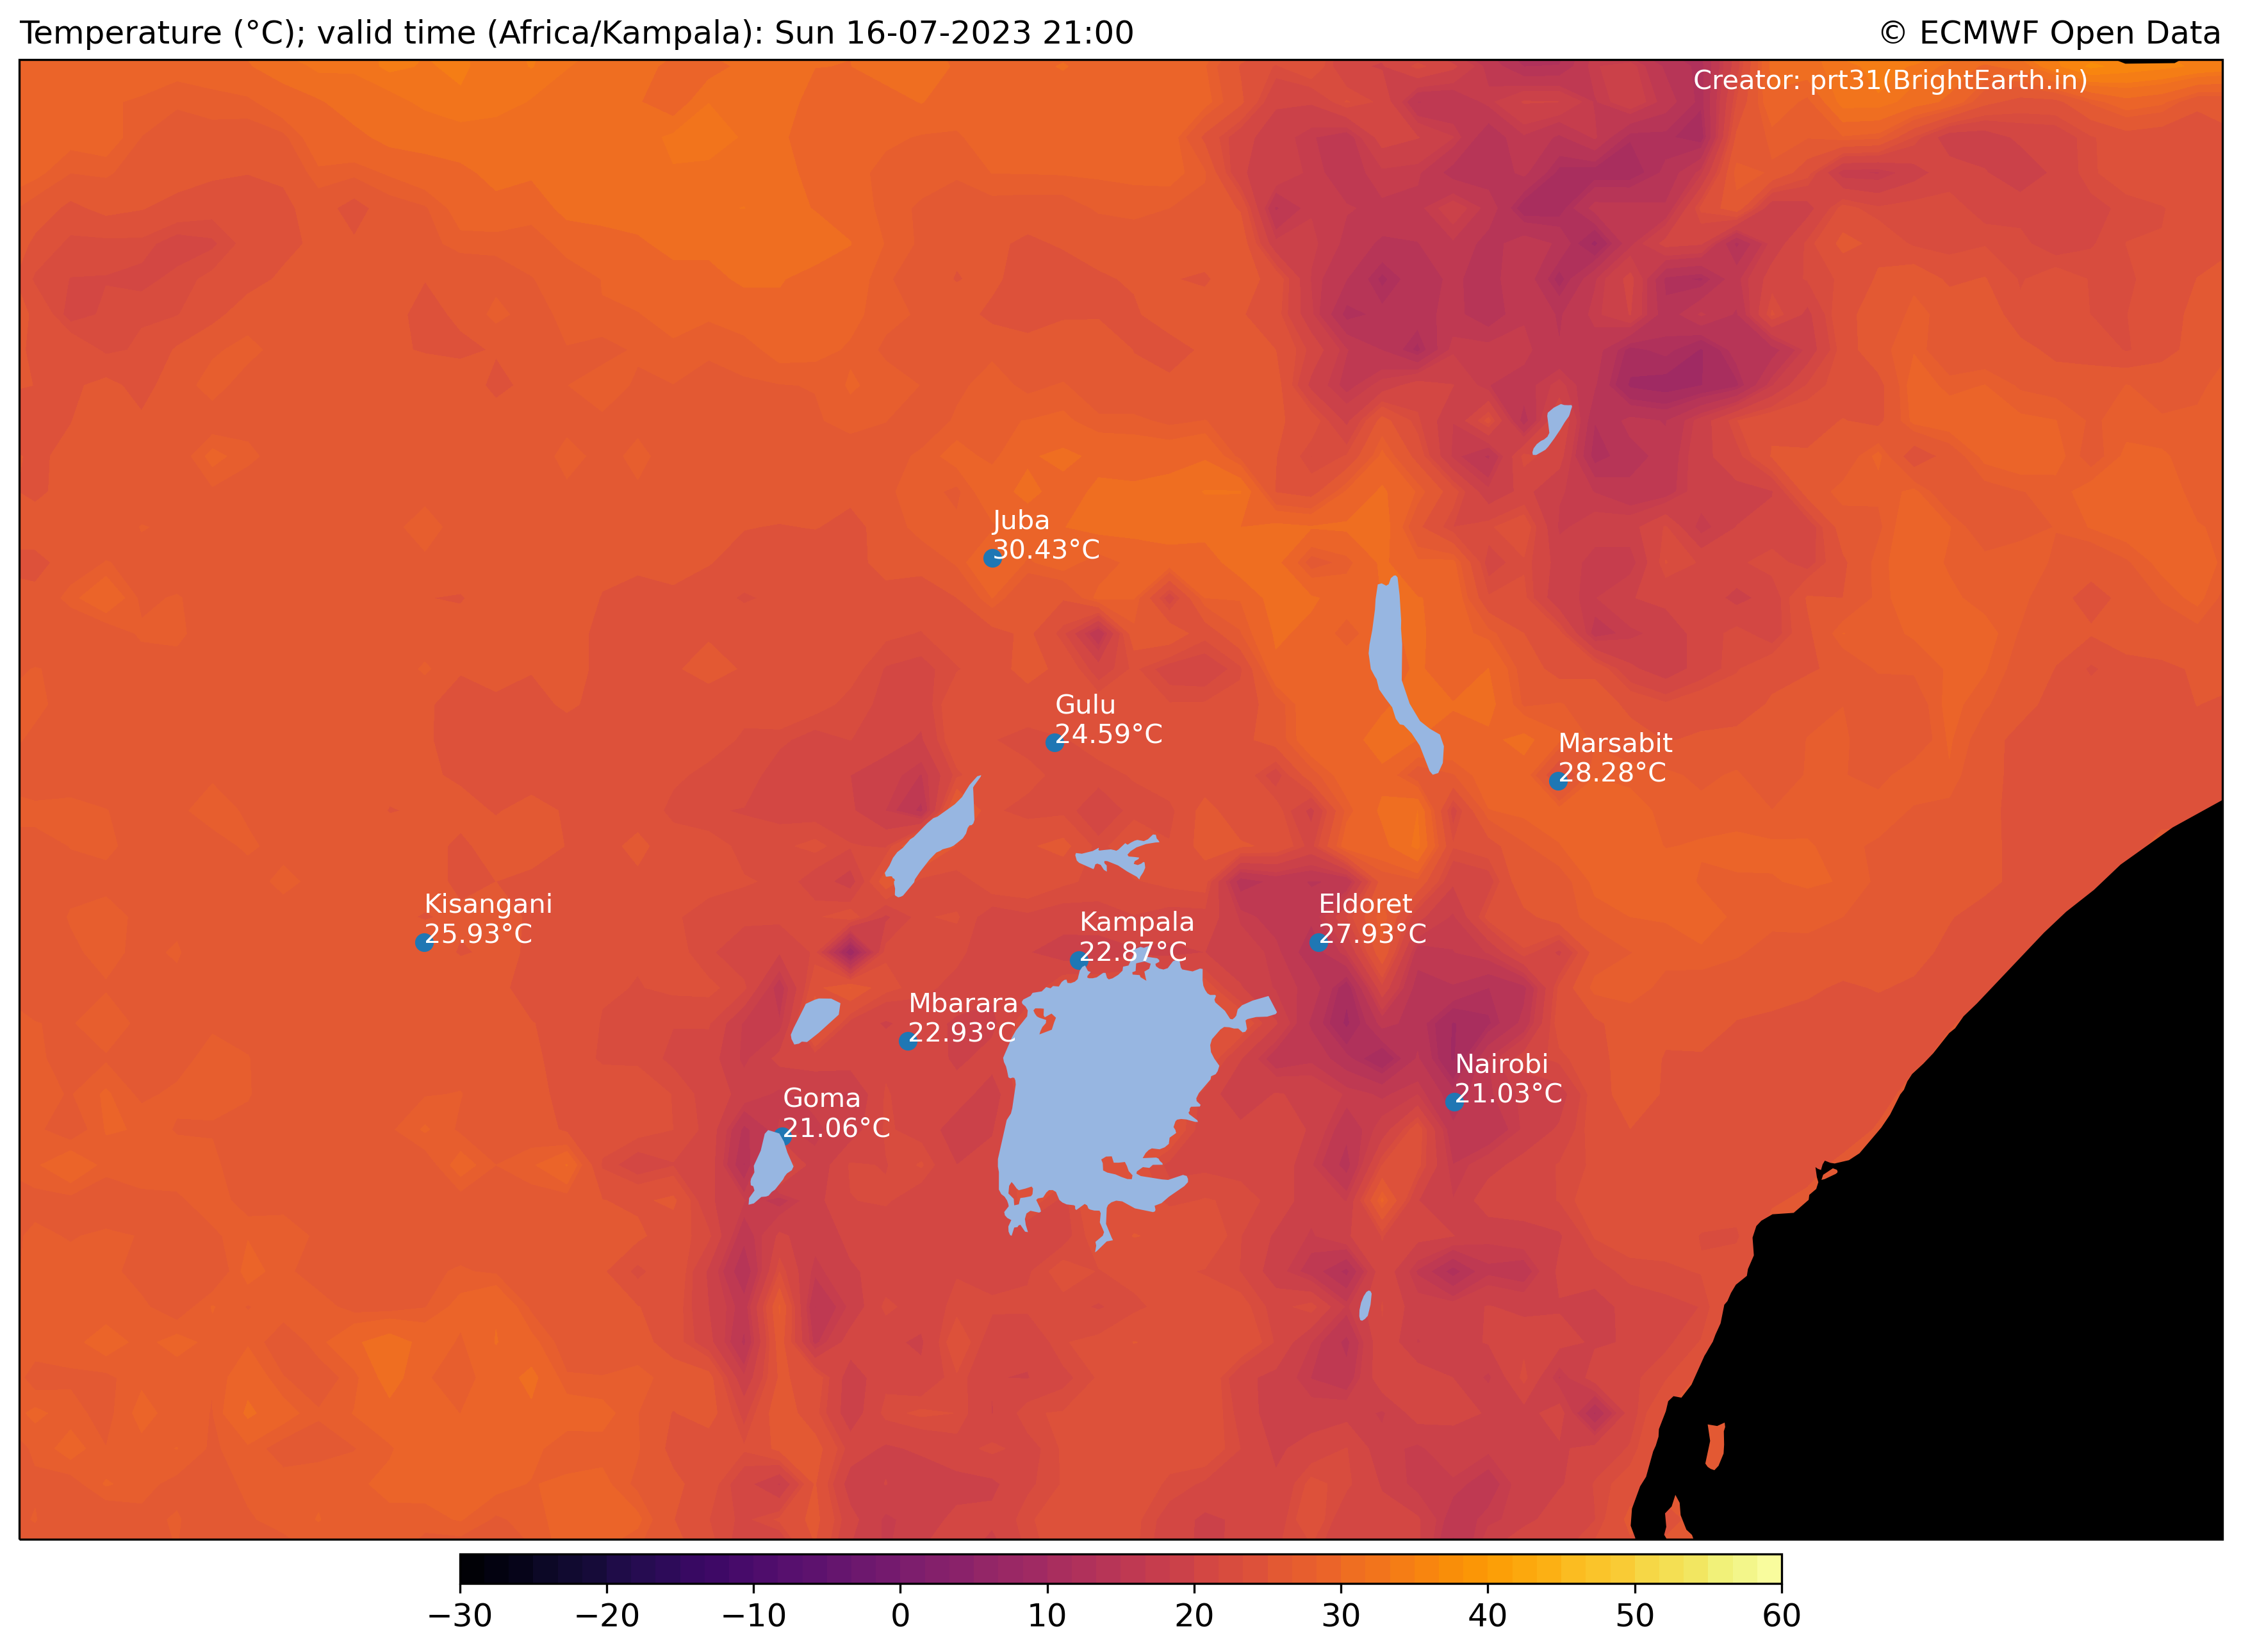 Temperature (°C); valid time (Africa/Kampala): Sun 16-07-2023 21:00
© ECMWF Open Data
Creator: prt31(BrightEarth.in)
Juba
30.43°C
Gulu
24.59°C
Marsabit
28.28°C
Kisangani
25.93°C
Eldoret
27.93°C
Kampala
22.87°C
Mbarara
22.93°C
Nairobi
21.03°C
Goma
21.06°C
−30 −20 −10 0 10 20 30 40 50 60